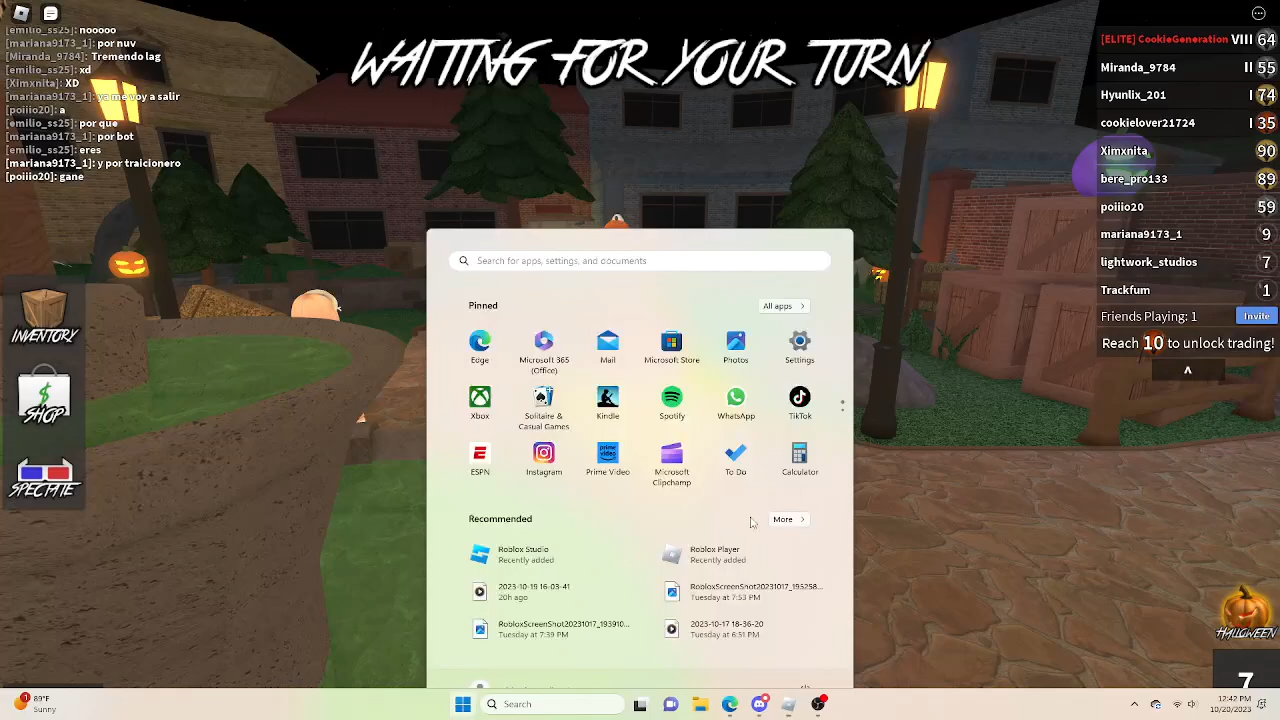 WAITING FOR YOUR TURN
emilio_ss25]: nooooo
[mariana9173_1]: por nuv
[Miranda_9784]: Tremendo lag
[emilio_ss25]: xd
[Ximxnita]: XD
[mariana9173_1]: ya me voy a salir
[poiiio20]: a
[emilio_ss25]: por que
[mariana9173_1]: por bot
[emilio_ss25]: eres
[mariana9173_1]: y por traicionero
[poiiio20]: gane
INVENTORY
SHOP
SPECTATE
[ELITE] CookieGeneration VIII 64
Miranda_9784 II 55
Hyunlix_201 I 74
cookielover21724 I 35
Ximxnita 90
bere_pro133 89
poiiio20 59
mariana9173_1 9
lightwork_studios 7
Trackfum 1
Friends Playing: 1 Invite
Reach 10 to unlock trading!
Search for apps, settings, and documents
Pinned All apps
Edge
Microsoft 365 (Office)
Mail
Microsoft Store
Photos
Settings
Xbox
Solitaire & Casual Games
Kindle
Spotify
WhatsApp
TikTok
ESPN
Instagram
Prime Video
prime video
Microsoft Clipchamp
To Do
Calculator
Recommended More
Roblox Studio
Recently added
Roblox Player
Recently added
2023-10-19 16-03-41
20h ago
RobloxScreenShot20231017_195258...
Tuesday at 7:53 PM
RobloxScreenShot20231017_193910...
Tuesday at 7:39 PM
2023-10-17 18-36-20
Tuesday at 6:51 PM
7
1
89°F
Sunny
Search
12:42 PM
10/20/2023